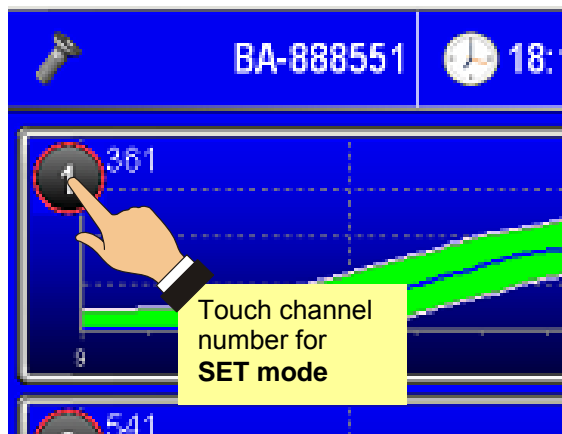 BA-888551
18:
1
361
Touch channel
number for
SET mode
9
541